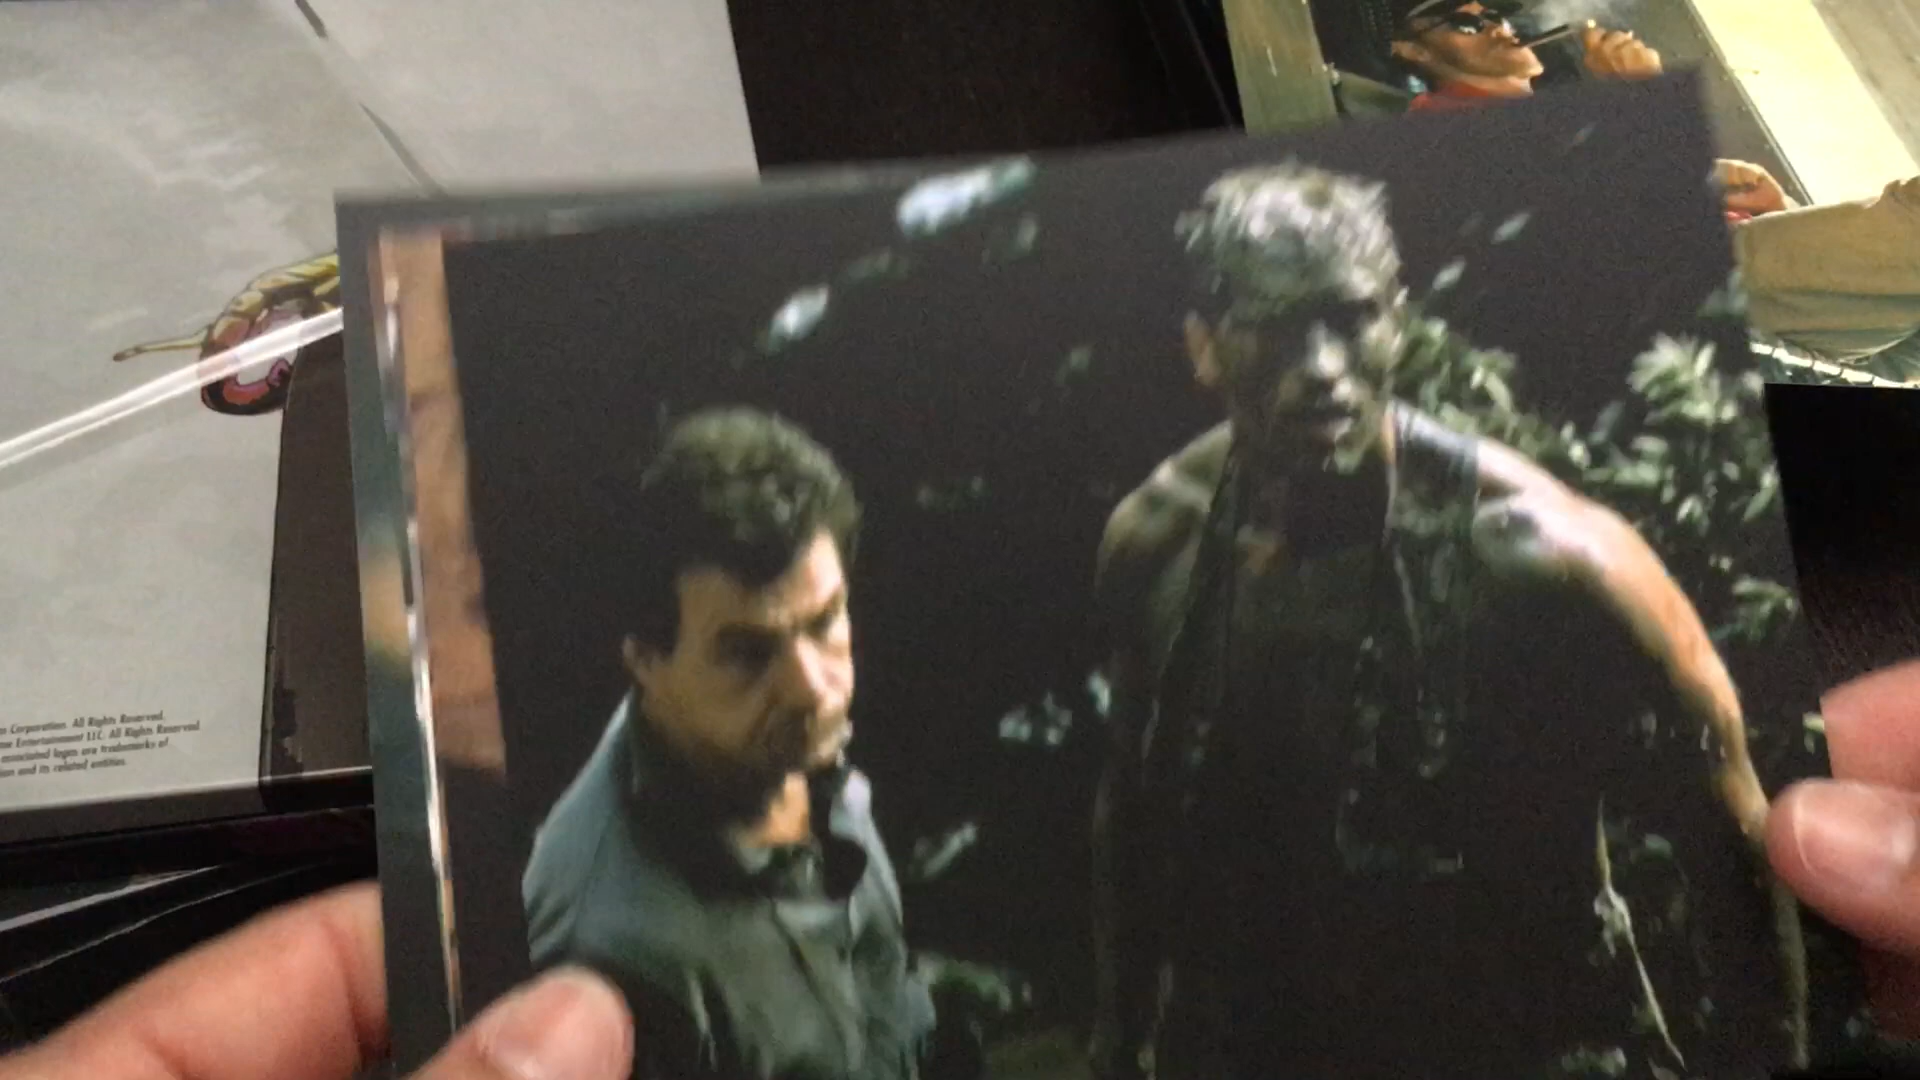 n Corporation. All Rights Reserved.
me Entertainment LLC. All Rights Reserved.
associated logos are trademarks of
ion and its related entities.